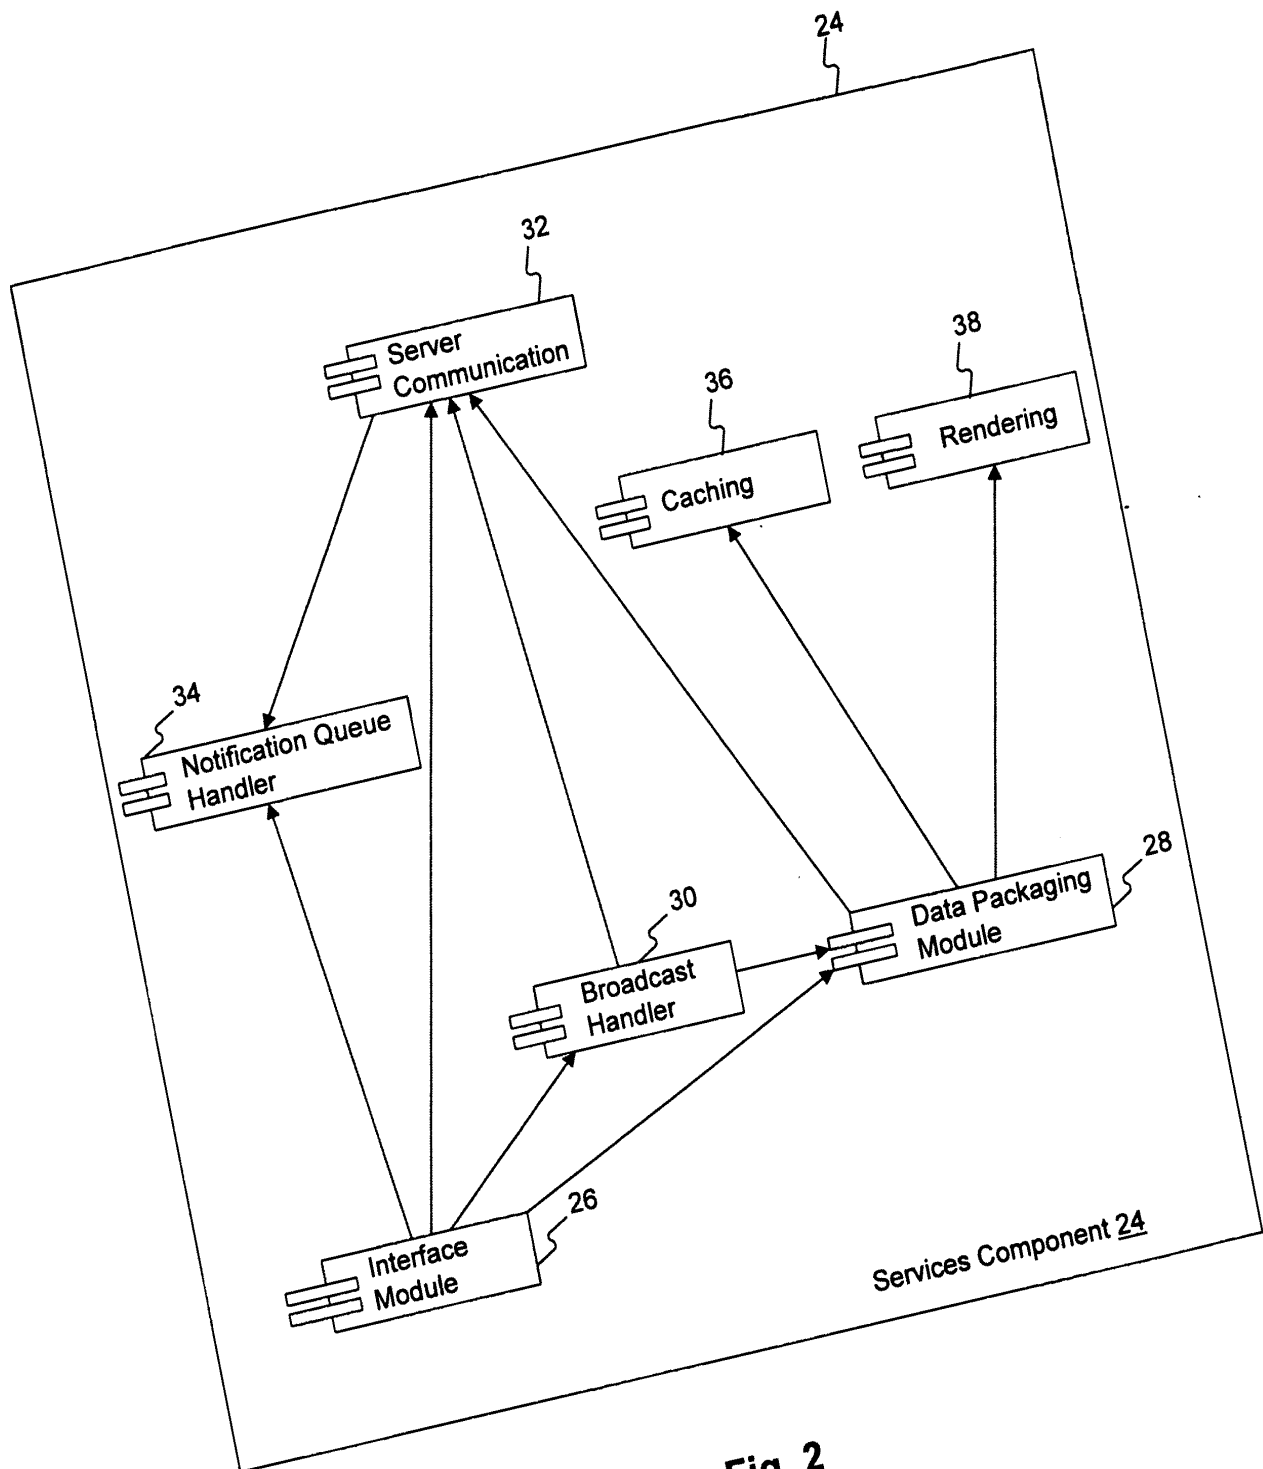 24
32
Server
Communication
38
Rendering
36
Caching
34
Notification Queue
Handler
28
Data Packaging
Module
30
Broadcast
Handler
26
Interface
Module
Services Component 24
Fig. 2